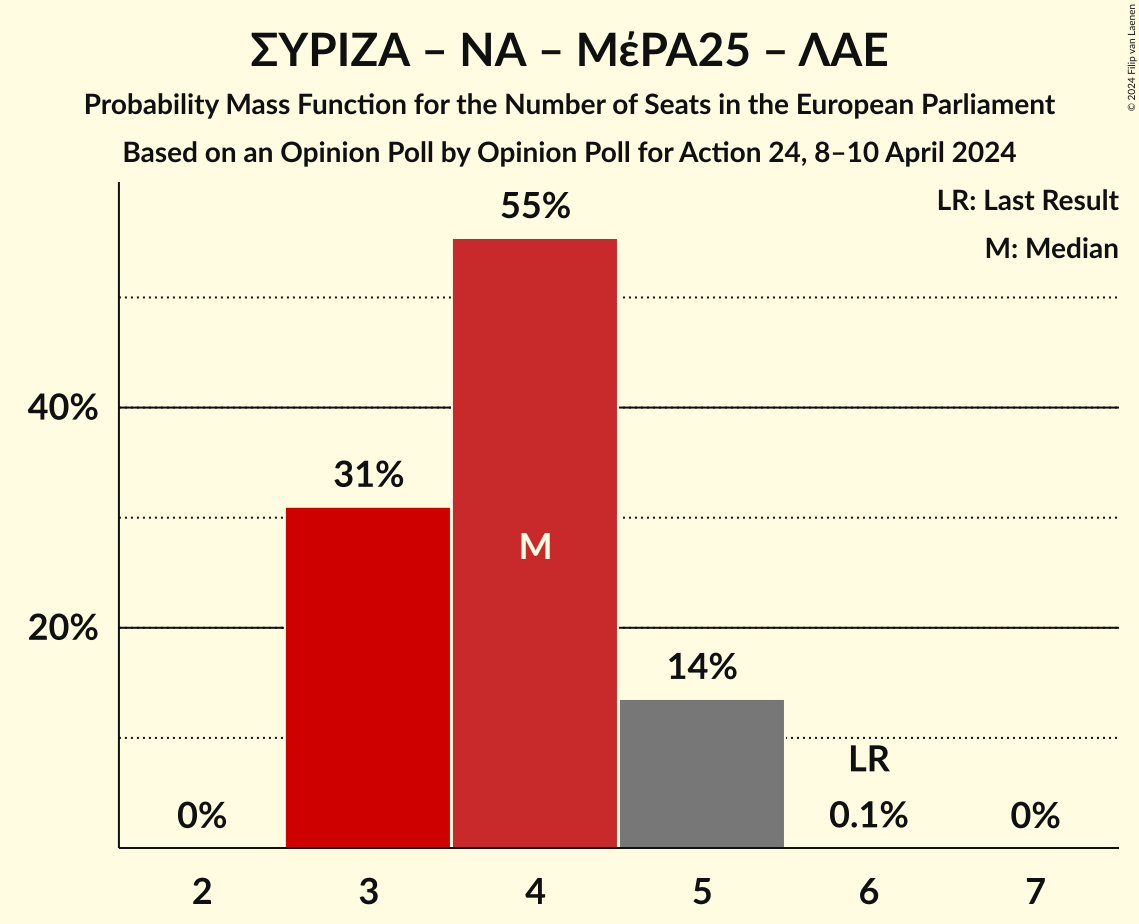 ΣΥΡΙΖΑ – ΝΑ – ΜέΡΑ25 – ΛΑΕ
Probability Mass Function for the Number of Seats in the European Parliament
Based on an Opinion Poll by Opinion Poll for Action 24, 8–10 April 2024
© 2024 Filip van Laenen
LR: Last Result
M: Median
55%
40%
31%
M
20%
14%
LR
0%
0.1%
0%
2 3 4 5 6 7